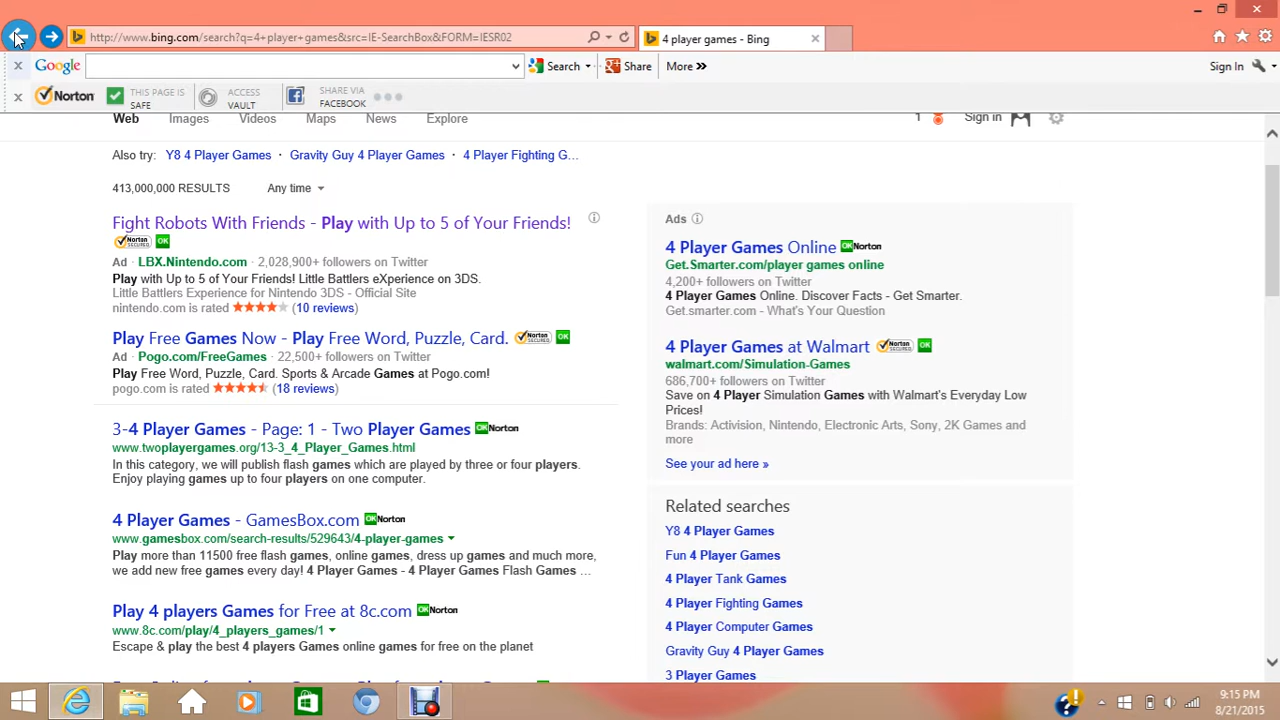 http://www.bing.com/search?q=4+player+games&src=IE-SearchBox&FORM=IESR02
4 player games - Bing
Google
Search
Share
More »
Sign In
Norton
THIS PAGE IS
SAFE
ACCESS
VAULT
SHARE VIA
FACEBOOK
Web
Images
Videos
Maps
News
Explore
1
Sign in
Also try: Y8 4 Player Games · Gravity Guy 4 Player Games · 4 Player Fighting G...
413,000,000 RESULTS
Any time
Fight Robots With Friends - Play with Up to 5 of Your Friends!
Norton SECURED OK
Ad · LBX.Nintendo.com · 2,028,900+ followers on Twitter
Play with Up to 5 of Your Friends! Little Battlers eXperience on 3DS.
Little Battlers Experience for Nintendo 3DS - Official Site
nintendo.com is rated (10 reviews)
Play Free Games Now - Play Free Word, Puzzle, Card. Norton SECURED OK
Ad · Pogo.com/FreeGames · 22,500+ followers on Twitter
Play Free Word, Puzzle, Card. Sports & Arcade Games at Pogo.com!
pogo.com is rated (18 reviews)
3-4 Player Games - Page: 1 - Two Player Games OK Norton
www.twoplayergames.org/13-3_4_Player_Games.html
In this category, we will publish flash games which are played by three or four players.
Enjoy playing games up to four players on one computer.
4 Player Games - GamesBox.com OK Norton
www.gamesbox.com/search-results/529643/4-player-games
Play more than 11500 free flash games, online games, dress up games and much more,
we add new free games every day! 4 Player Games - 4 Player Games Flash Games ...
Play 4 players Games for Free at 8c.com OK Norton
www.8c.com/play/4_players_games/1
Escape & play the best 4 players Games online games for free on the planet
Ads
4 Player Games Online OK Norton
Get.Smarter.com/player games online
4,200+ followers on Twitter
4 Player Games Online. Discover Facts - Get Smarter.
Get.smarter.com - What's Your Question
4 Player Games at Walmart Norton SECURED OK
walmart.com/Simulation-Games
686,700+ followers on Twitter
Save on 4 Player Simulation Games with Walmart's Everyday Low
Prices!
Brands: Activision, Nintendo, Electronic Arts, Sony, 2K Games and
more
See your ad here »
Related searches
Y8 4 Player Games
Fun 4 Player Games
4 Player Tank Games
4 Player Fighting Games
4 Player Computer Games
Gravity Guy 4 Player Games
3 Player Games
9:15 PM
8/21/2015